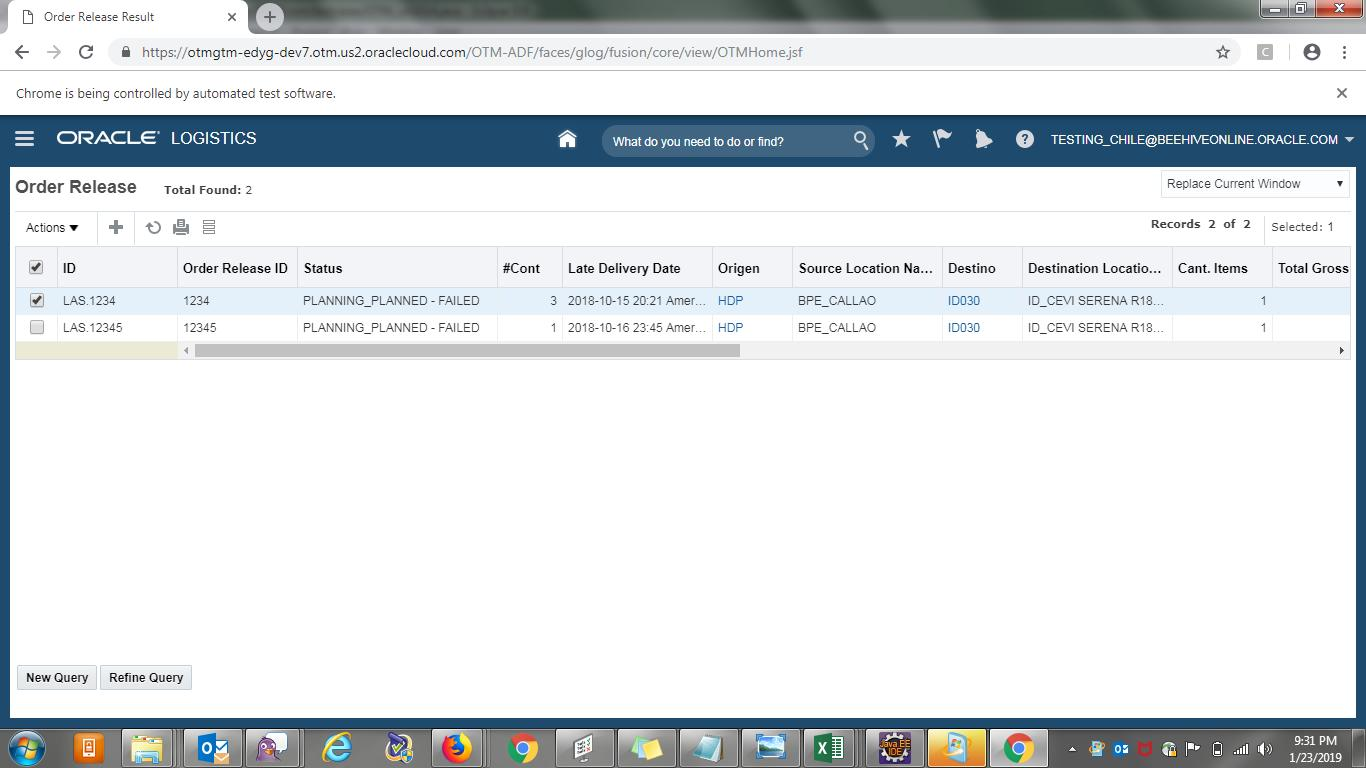 Order Release Result
https://otmgtm-edyg-dev7.otm.us2.oraclecloud.com/OTM-ADF/faces/glog/fusion/core/view/OTMHome.jsf
C
Chrome is being controlled by automated test software.
ORACLE LOGISTICS
What do you need to do or find?
TESTING_CHILE@BEEHIVEONLINE.ORACLE.COM
Order Release
Total Found: 2
Replace Current Window
Actions
Records 2 of 2
Selected: 1
ID Order Release ID Status #Cont Late Delivery Date Origen Source Location Na... Destino Destination Locatio... Cant. Items Total Gross
LAS.1234 1234 PLANNING_PLANNED - FAILED 3 2018-10-15 20:21 Amer... HDP BPE_CALLAO ID030 ID_CEVI SERENA R18... 1
LAS.12345 12345 PLANNING_PLANNED - FAILED 1 2018-10-16 23:45 Amer... HDP BPE_CALLAO ID030 ID_CEVI SERENA R18... 1
New Query Refine Query
Java EE
IDE
9:31 PM
1/23/2019